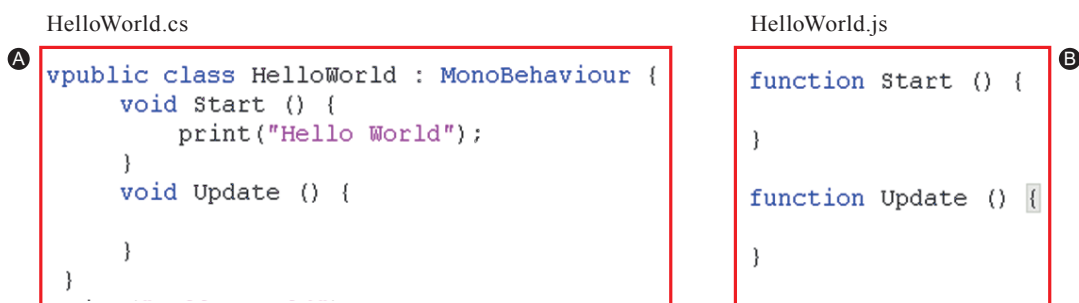 HelloWorld.cs
A
vpublic class HelloWorld : MonoBehaviour {
void Start () {
print("Hello World");
}
void Update () {
}
}
HelloWorld.js
B
function Start () {
}
function Update () {
}